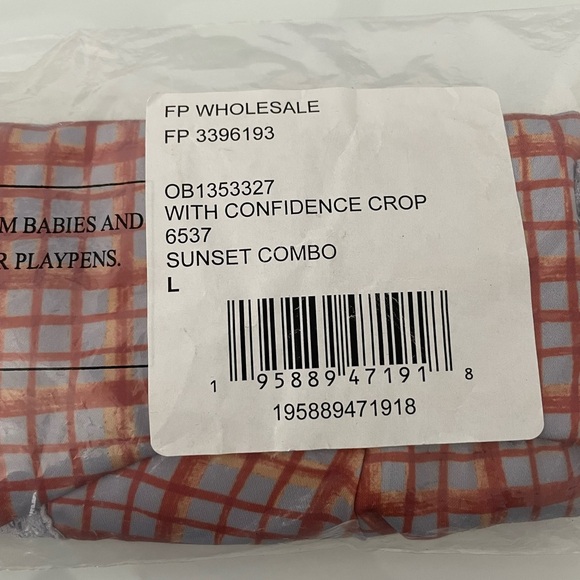 FP WHOLESALE
FP 3396193
OB1353327
WITH CONFIDENCE CROP
6537
SUNSET COMBO
L
1 95889 47191 8
195889471918
M BABIES AND
R PLAYPENS.